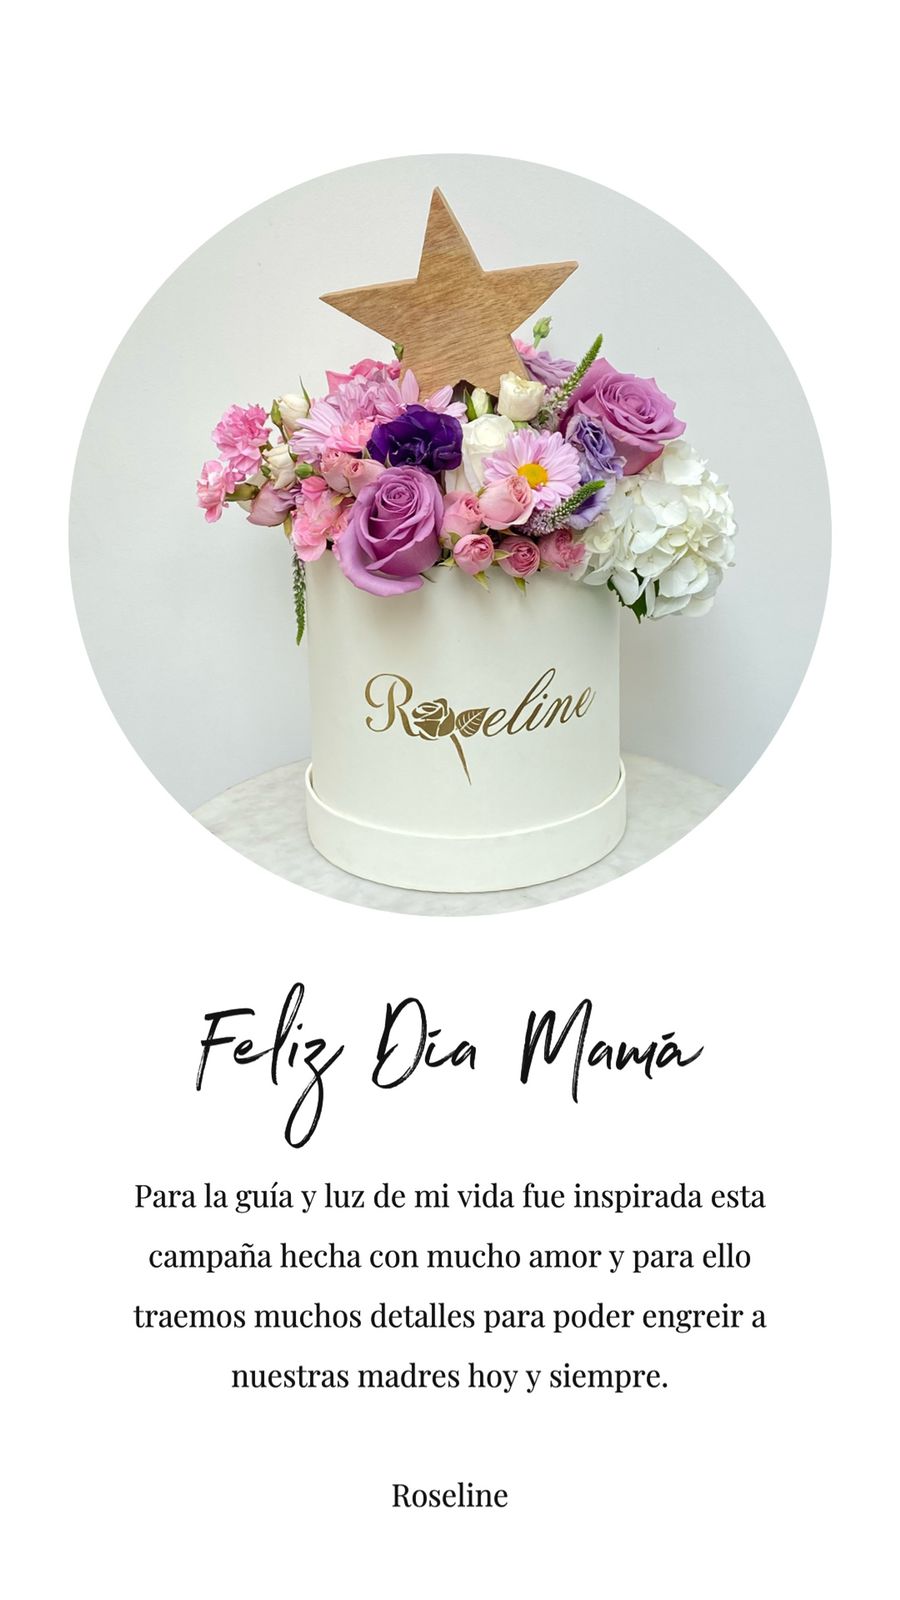 Roseline
Feliz Día Mamá
Para la guía y luz de mi vida fue inspirada esta
campaña hecha con mucho amor y para ello
traemos muchos detalles para poder engreir a
nuestras madres hoy y siempre.
Roseline